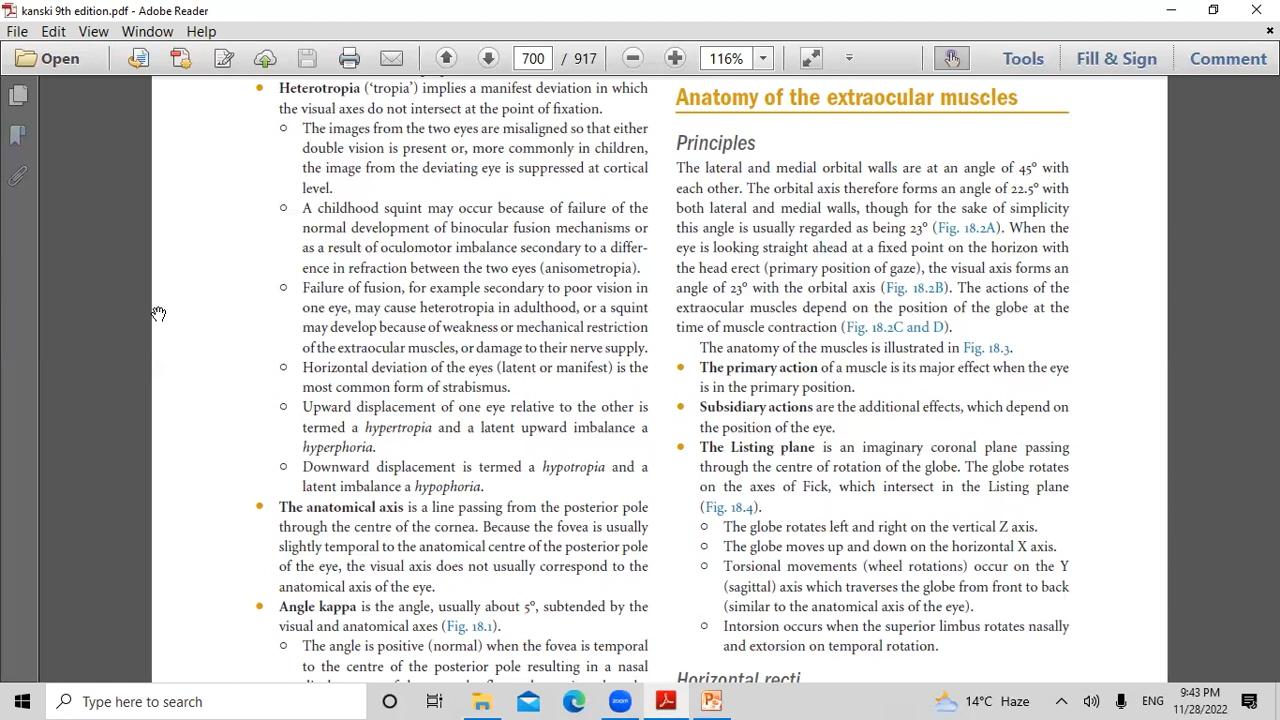 kanski 9th edition.pdf - Adobe Reader
File Edit View Window Help
Open 700 / 917 116% Tools Fill & Sign Comment
Heterotropia (‘tropia’) implies a manifest deviation in which
the visual axes do not intersect at the point of fixation.
The images from the two eyes are misaligned so that either
double vision is present or, more commonly in children,
the image from the deviating eye is suppressed at cortical
level.
A childhood squint may occur because of failure of the
normal development of binocular fusion mechanisms or
as a result of oculomotor imbalance secondary to a differ-
ence in refraction between the two eyes (anisometropia).
Failure of fusion, for example secondary to poor vision in
one eye, may cause heterotropia in adulthood, or a squint
may develop because of weakness or mechanical restriction
of the extraocular muscles, or damage to their nerve supply.
Horizontal deviation of the eyes (latent or manifest) is the
most common form of strabismus.
Upward displacement of one eye relative to the other is
termed a hypertropia and a latent upward imbalance a
hyperphoria.
Downward displacement is termed a hypotropia and a
latent imbalance a hypophoria.
The anatomical axis is a line passing from the posterior pole
through the centre of the cornea. Because the fovea is usually
slightly temporal to the anatomical centre of the posterior pole
of the eye, the visual axis does not usually correspond to the
anatomical axis of the eye.
Angle kappa is the angle, usually about 5º, subtended by the
visual and anatomical axes (Fig. 18.1).
The angle is positive (normal) when the fovea is temporal
to the centre of the posterior pole resulting in a nasal
Anatomy of the extraocular muscles
Principles
The lateral and medial orbital walls are at an angle of 45º with
each other. The orbital axis therefore forms an angle of 22.5º with
both lateral and medial walls, though for the sake of simplicity
this angle is usually regarded as being 23º (Fig. 18.2A). When the
eye is looking straight ahead at a fixed point on the horizon with
the head erect (primary position of gaze), the visual axis forms an
angle of 23º with the orbital axis (Fig. 18.2B). The actions of the
extraocular muscles depend on the position of the globe at the
time of muscle contraction (Fig. 18.2C and D).
The anatomy of the muscles is illustrated in Fig. 18.3.
The primary action of a muscle is its major effect when the eye
is in the primary position.
Subsidiary actions are the additional effects, which depend on
the position of the eye.
The Listing plane is an imaginary coronal plane passing
through the centre of rotation of the globe. The globe rotates
on the axes of Fick, which intersect in the Listing plane
(Fig. 18.4).
The globe rotates left and right on the vertical Z axis.
The globe moves up and down on the horizontal X axis.
Torsional movements (wheel rotations) occur on the Y
(sagittal) axis which traverses the globe from front to back
(similar to the anatomical axis of the eye).
Intorsion occurs when the superior limbus rotates nasally
and extorsion on temporal rotation.
Horizontal recti
Type here to search
zoom
14°C Haze
ENG
9:43 PM
11/28/2022